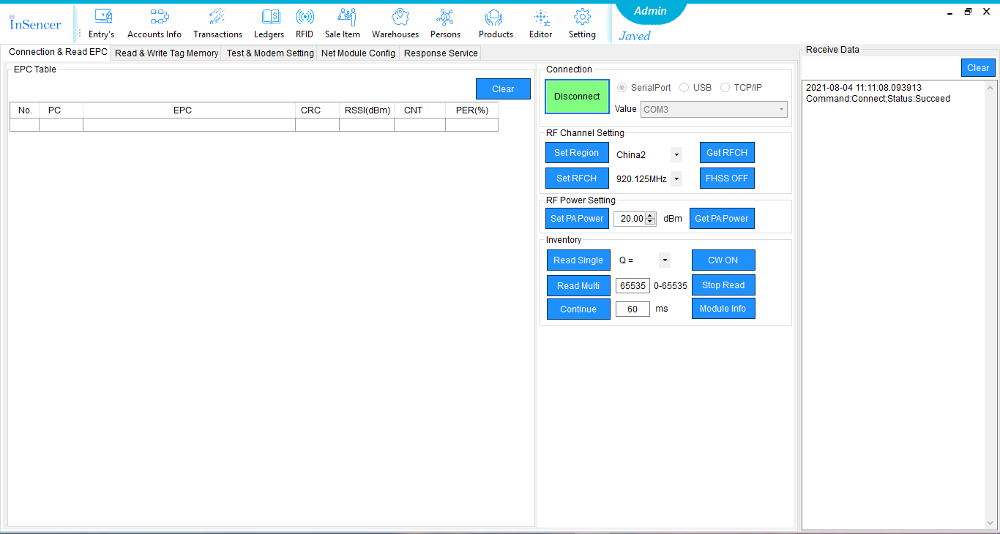 InSencer
Entry's Accounts Info Transactions Ledgers RFID Sale Item Warehouses Persons Products Editor Setting
Admin
Javed
Connection & Read EPC Read & Write Tag Memory Test & Modem Setting Net Module Config Response Service
EPC Table
Clear
No. PC EPC CRC RSSI(dBm) CNT PER(%)
Connection
Disconnect
SerialPort USB TCP/IP
Value COM3
RF Channel Setting
Set Region China2 Get RFCH
Set RFCH 920.125MHz FHSS OFF
RF Power Setting
Set PA Power 20.00 dBm Get PA Power
Inventory
Read Single Q = CW ON
Read Multi 65535 0-65535 Stop Read
Continue 60 ms Module Info
Receive Data
Clear
2021-08-04 11:11:08.093913
Command:Connect;Status:Succeed